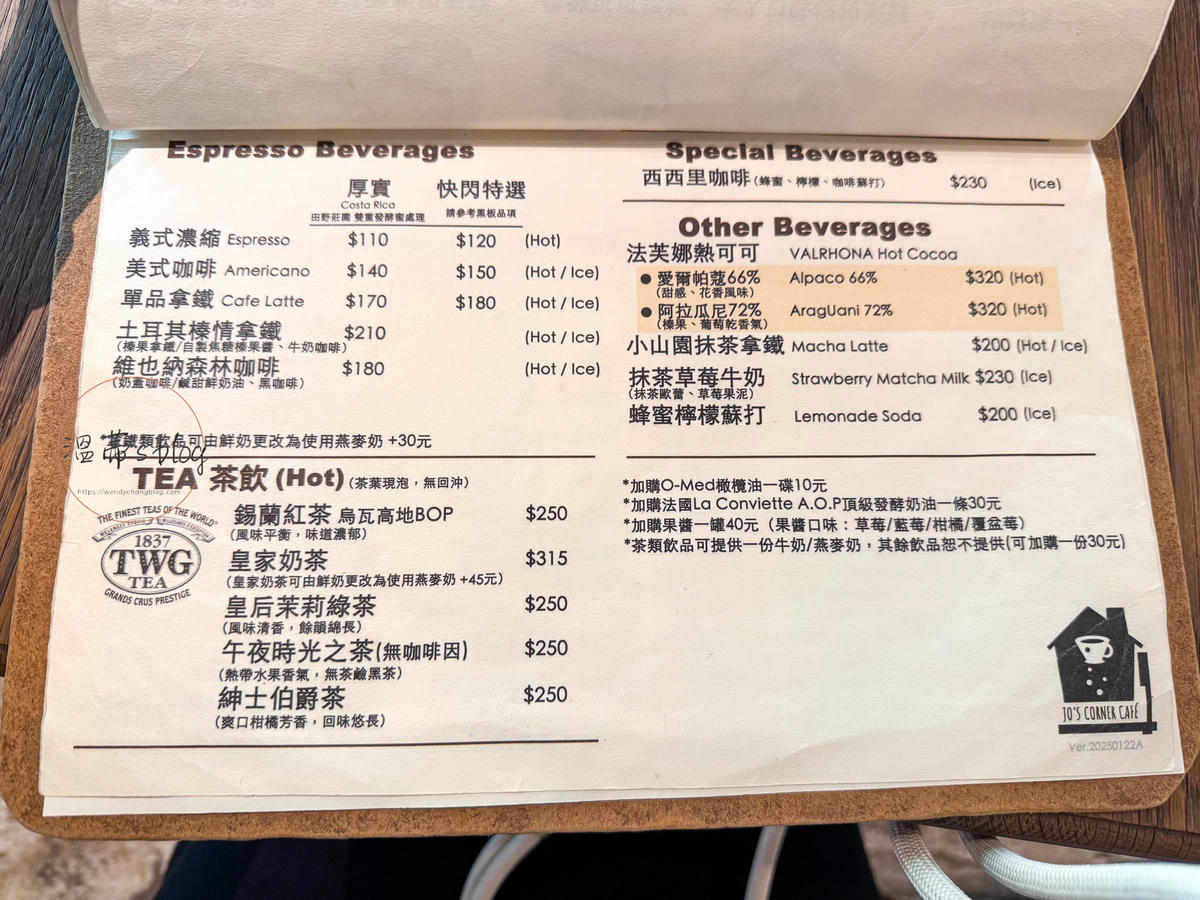 Espresso Beverages
厚實 快閃特選
Costa Rica
田野莊園 雙重發酵蜜處理 請參考黑板品項
義式濃縮 Espresso $110 $120 (Hot)
美式咖啡 Americano $140 $150 (Hot / Ice)
單品拿鐵 Cafe Latte $170 $180 (Hot / Ice)
土耳其榛情拿鐵 $210 (Hot / Ice)
(榛果拿鐵/自製焦糖榛果醬、牛奶咖啡)
維也納森林咖啡 $180 (Hot / Ice)
(奶蓋咖啡/鹹甜鮮奶油、黑咖啡)
*拿鐵類飲品可由鮮奶更改為使用燕麥奶 +30元
溫蒂's blog
https://wendychangblog.com
TEA 茶飲 (Hot) (茶葉現泡，無回沖)
THE FINEST TEAS OF THE WORLD
1837
TWG
TEA
GRANDS CRUS PRESTIGE
錫蘭紅茶 烏瓦高地BOP $250
(風味平衡，味道濃郁)
皇家奶茶 $315
(皇家奶茶可由鮮奶更改為使用燕麥奶 +45元)
皇后茉莉綠茶 $250
(風味清香，餘韻綿長)
午夜時光之茶(無咖啡因) $250
(熱帶水果香氣，無茶鹼黑茶)
紳士伯爵茶 $250
(爽口柑橘芳香，回味悠長)
Special Beverages
西西里咖啡 (蜂蜜、檸檬、咖啡蘇打) $230 (Ice)
Other Beverages
法芙娜熱可可 VALRHONA Hot Cocoa
● 愛爾帕蔻66% Alpaco 66% $320 (Hot)
(甜感、花香風味)
● 阿拉瓜尼72% AragUani 72% $320 (Hot)
(榛果、葡萄乾香氣)
小山園抹茶拿鐵 Macha Latte $200 (Hot / Ice)
抹茶草莓牛奶 Strawberry Matcha Milk $230 (Ice)
(抹茶歐蕾、草莓果泥)
蜂蜜檸檬蘇打 Lemonade Soda $200 (Ice)
*加購O-Med橄欖油一碟10元
*加購法國La Conviette A.O.P頂級發酵奶油一條30元
*加購果醬一罐40元（果醬口味：草莓/藍莓/柑橘/覆盆莓）
*茶類飲品可提供一份牛奶/燕麥奶，其餘飲品恕不提供(可加購一份30元)
JO'S CORNER CAFÉ
Ver.20250122A